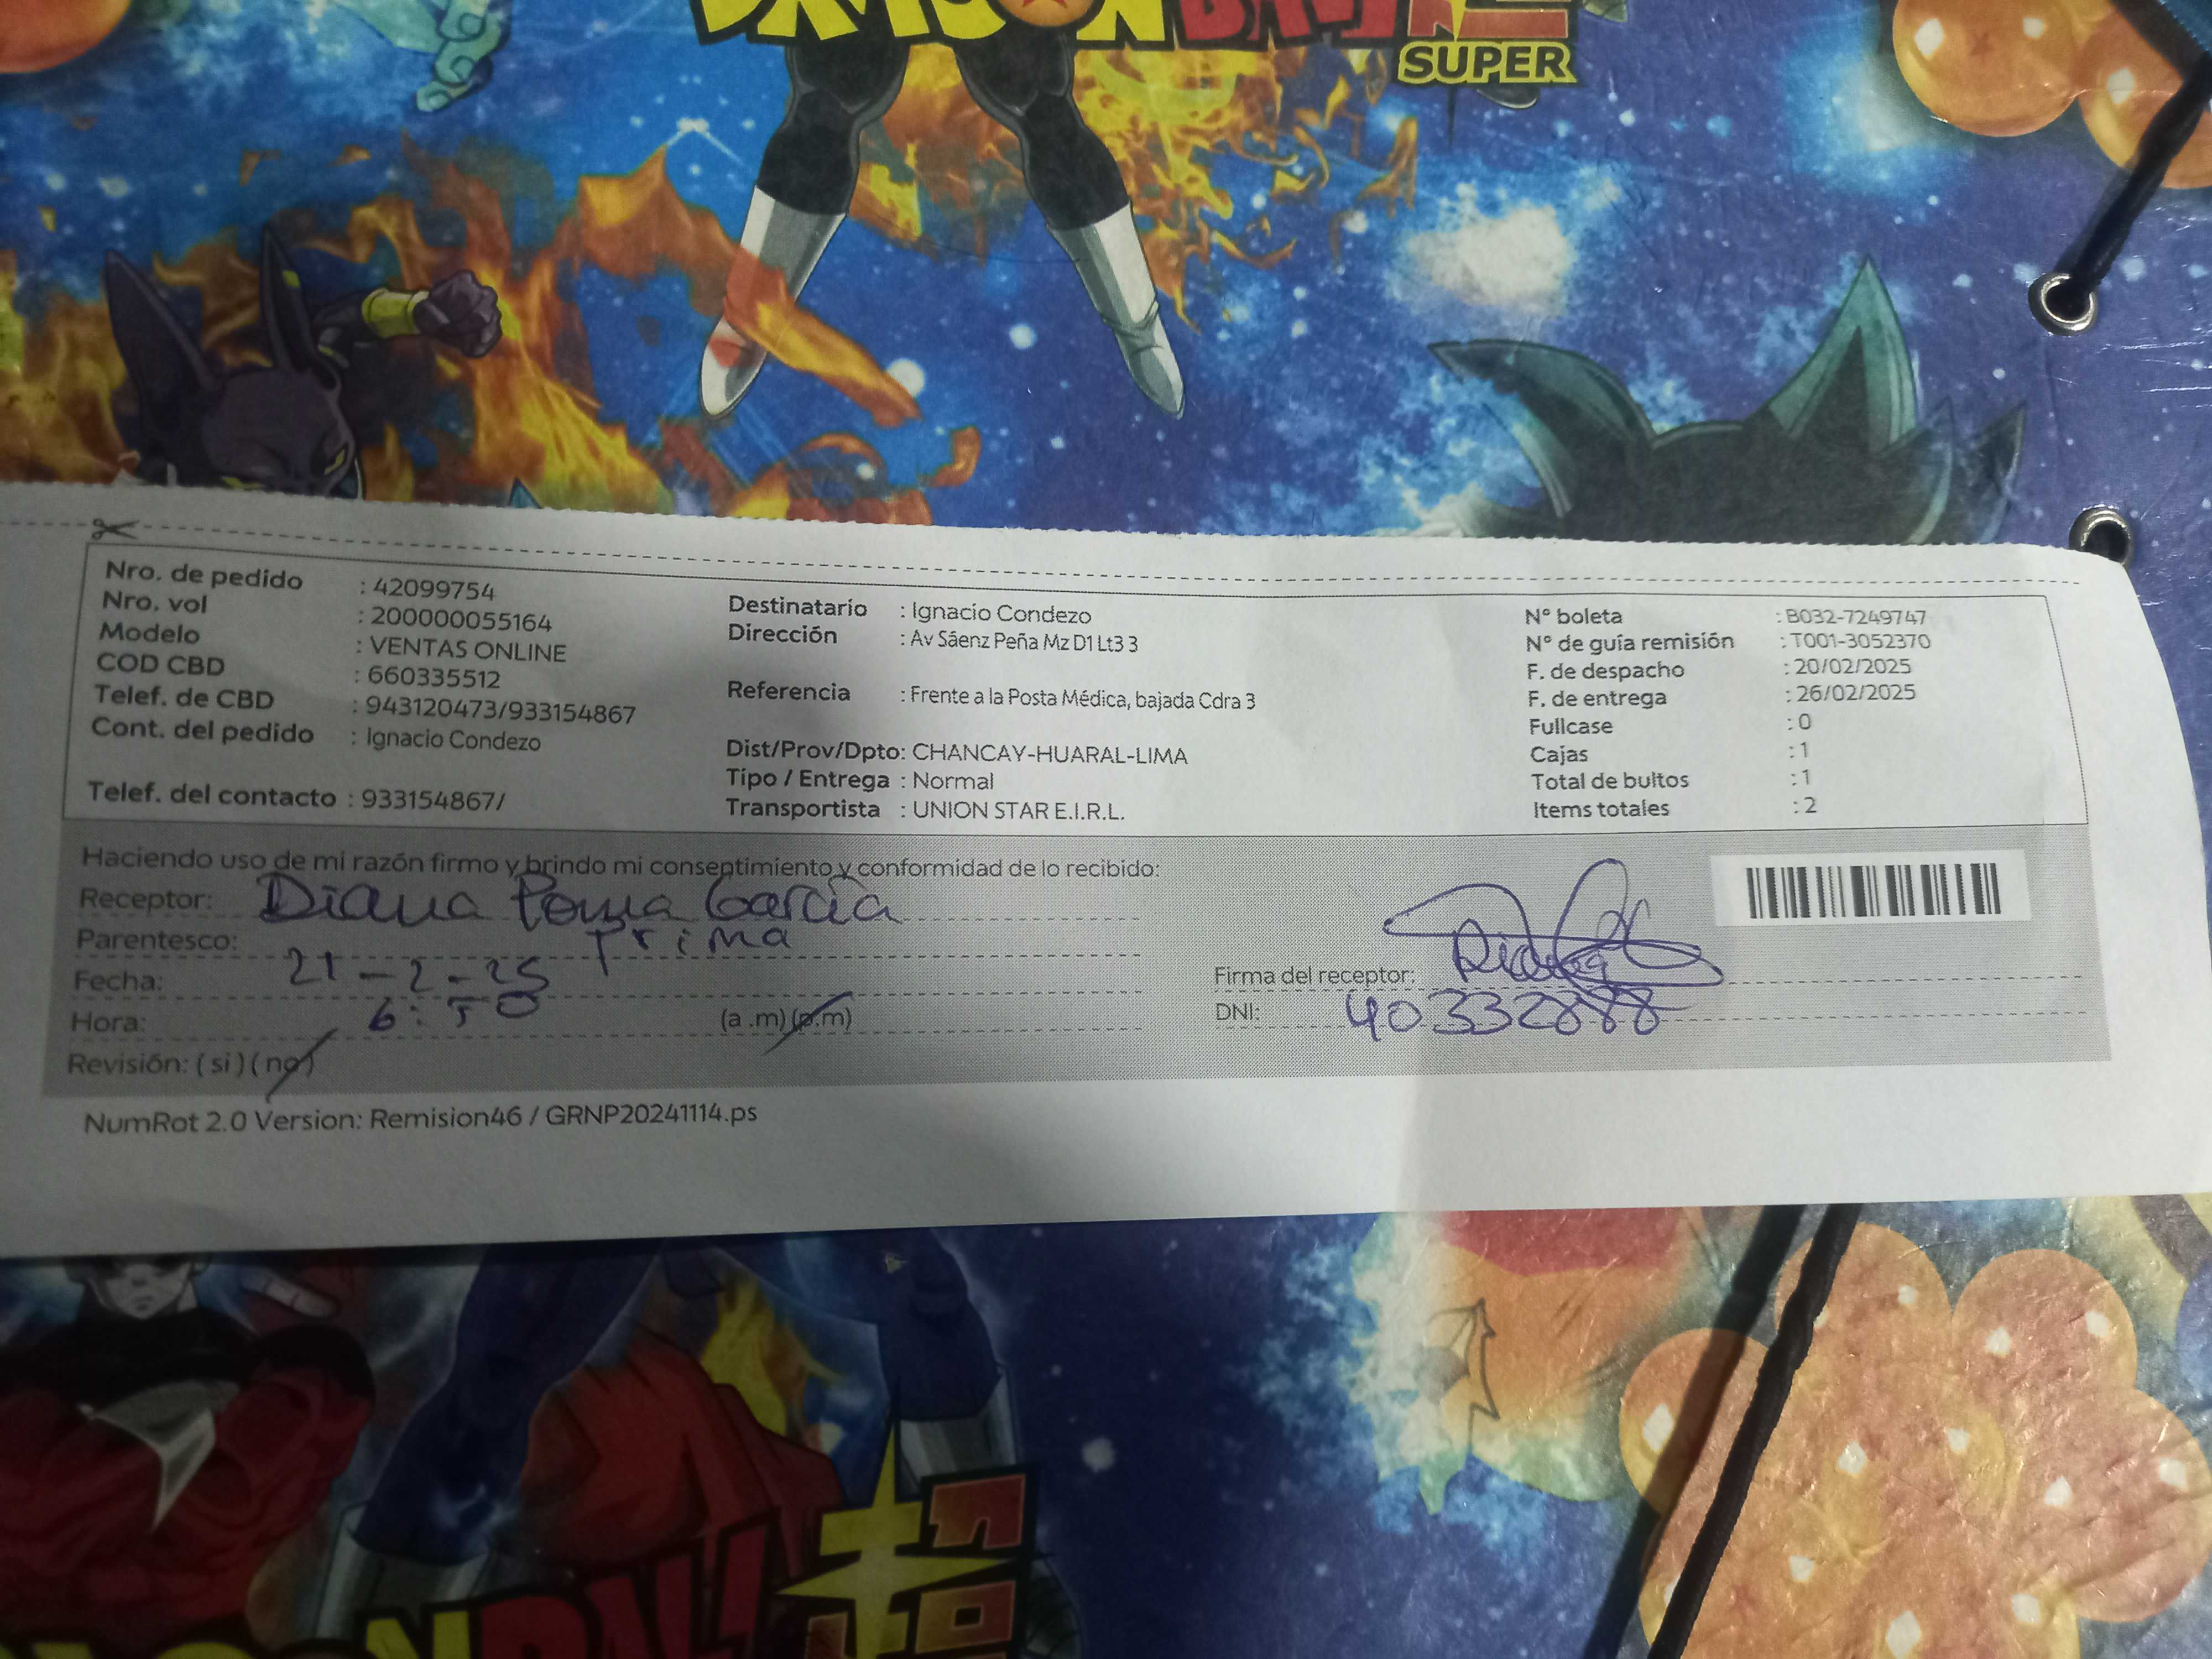 DRAGON BALL
SUPER
Nro. de pedido : 42099754
Nro. vol : 200000055164
Modelo : VENTAS ONLINE
COD CBD : 660335512
Telef. de CBD : 943120473/933154867
Cont. del pedido : Ignacio Condezo
Telef. del contacto : 933154867/
Destinatario : Ignacio Condezo
Dirección : Av Sáenz Peña Mz D1 Lt3 3
Referencia : Frente a la Posta Médica, bajada Cdra 3
Dist/Prov/Dpto: CHANCAY-HUARAL-LIMA
Tipo / Entrega : Normal
Transportista : UNION STAR E.I.R.L.
N° boleta : B032-7249747
N° de guía remisión : T001-3052370
F. de despacho : 20/02/2025
F. de entrega : 26/02/2025
Fullcase : 0
Cajas : 1
Total de bultos : 1
Items totales : 2
Haciendo uso de mi razón firmo y brindo mi consentimiento y conformidad de lo recibido:
Receptor: Diana Poma García
Parentesco: Prima
Fecha: 21-2-25
Hora: 6:50 (a .m) (p.m)
Revisión: ( si ) ( no )
Firma del receptor: Diana
DNI: 40332888
NumRot 2.0 Version: Remision46 / GRNP20241114.ps
DRAGON BALL